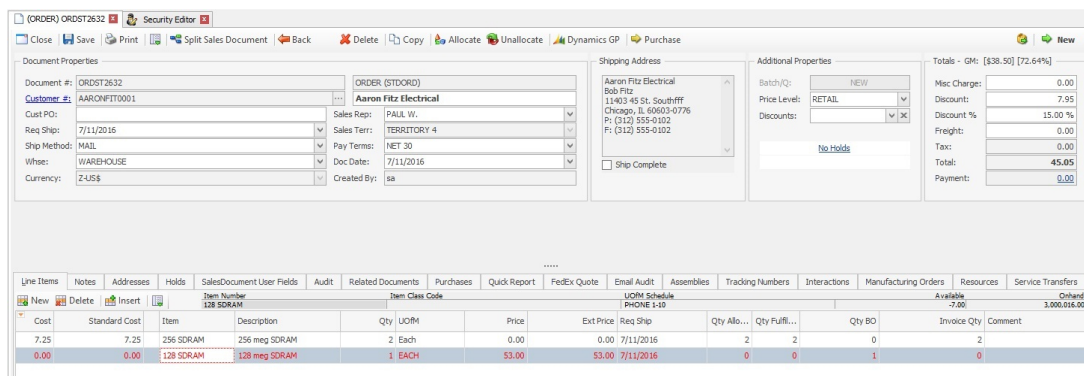 (ORDER) ORDST2632 Security Editor
Close Save Print Split Sales Document Back Delete Copy Allocate Unallocate Dynamics GP Purchase New
Document Properties
Document #: ORDST2632 ORDER (STDORD)
Customer #: AARONFIT0001 ... Aaron Fitz Electrical
Cust PO: Sales Rep: PAUL W.
Req Ship: 7/11/2016 Sales Terr: TERRITORY 4
Ship Method: MAIL Pay Terms: NET 30
Whse: WAREHOUSE Doc Date: 7/11/2016
Currency: Z-US$ Created By: sa
Shipping Address
Aaron Fitz Electrical
Bob Fitz
11403 45 St. Southfff
Chicago, IL 60603-0776
P: (312) 555-0102
F: (312) 555-0102
Ship Complete
Additional Properties
Batch/Q: NEW
Price Level: RETAIL
Discounts:
No Holds
Totals - GM: [$38.50] [72.64%]
Misc Charge: 0.00
Discount: 7.95
Discount % 15.00 %
Freight: 0.00
Tax: 0.00
Total: 45.05
Payment: 0.00
Line Items Notes Addresses Holds SalesDocument User Fields Audit Related Documents Purchases Quick Report FedEx Quote Email Audit Assemblies Tracking Numbers Interactions Manufacturing Orders Resources Service Transfers
New Delete Insert
Item Number Item Class Code UOfM Schedule Available Onhand
128 SDRAM PHONE 1-10 -7.00 3,000,016.00
Cost Standard Cost Item Description Qty UOfM Price Ext Price Req Ship Qty Allo... Qty Fulfil... Qty BO Invoice Qty Comment
7.25 7.25 256 SDRAM 256 meg SDRAM 2 Each 0.00 0.00 7/11/2016 2 2 0 2
0.00 0.00 128 SDRAM 128 meg SDRAM 1 EACH 53.00 53.00 7/11/2016 0 0 1 0